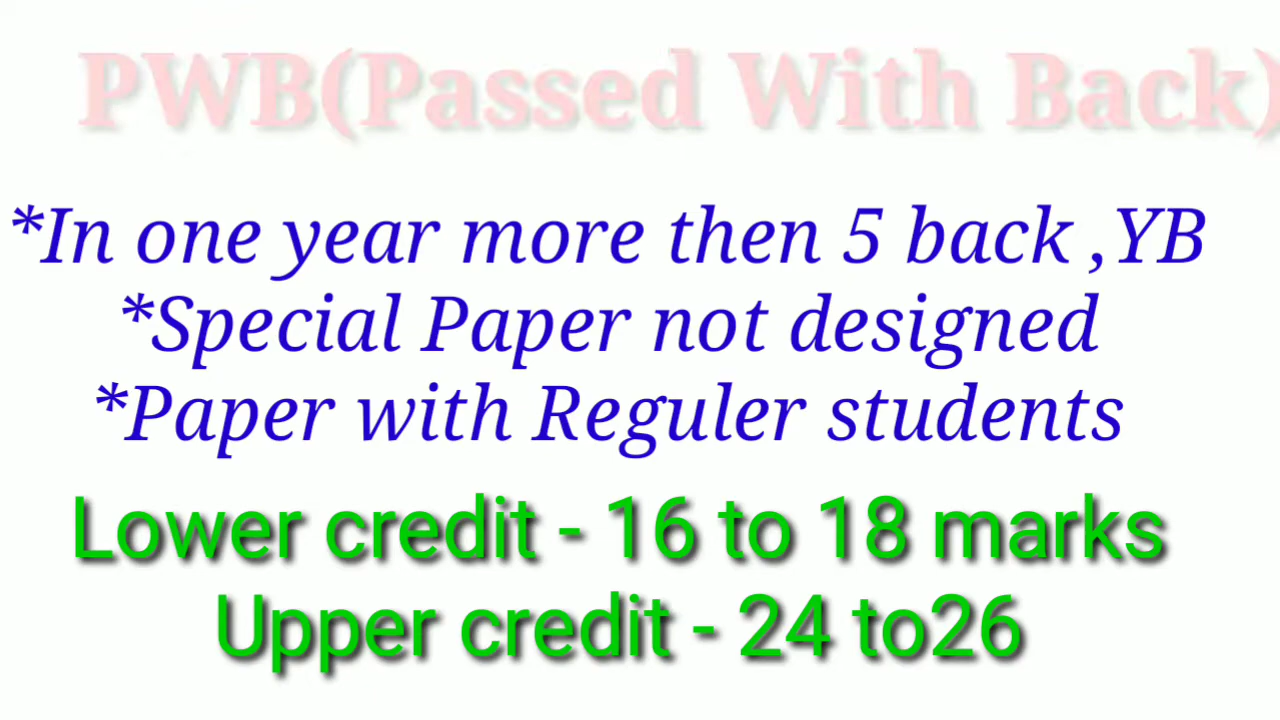 PWB(Passed With Back)
*In one year more then 5 back ,YB
*Special Paper not designed
*Paper with Reguler students
Lower credit - 16 to 18 marks
Upper credit - 24 to26